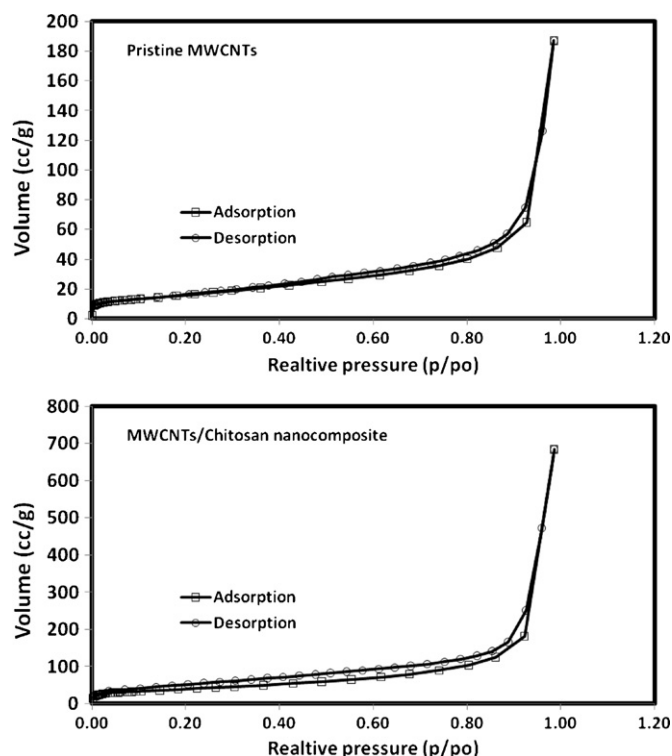 200
180
160
140
120
100
80
60
40
20
0
Volume (cc/g)
Pristine MWCNTs
Adsorption
Desorption
0.00 0.20 0.40 0.60 0.80 1.00 1.20
Realtive pressure (p/po)
800
700
600
500
400
300
200
100
0
Volume (cc/g)
MWCNTs/Chitosan nanocomposite
Adsorption
Desorption
0.00 0.20 0.40 0.60 0.80 1.00 1.20
Realtive pressure (p/po)